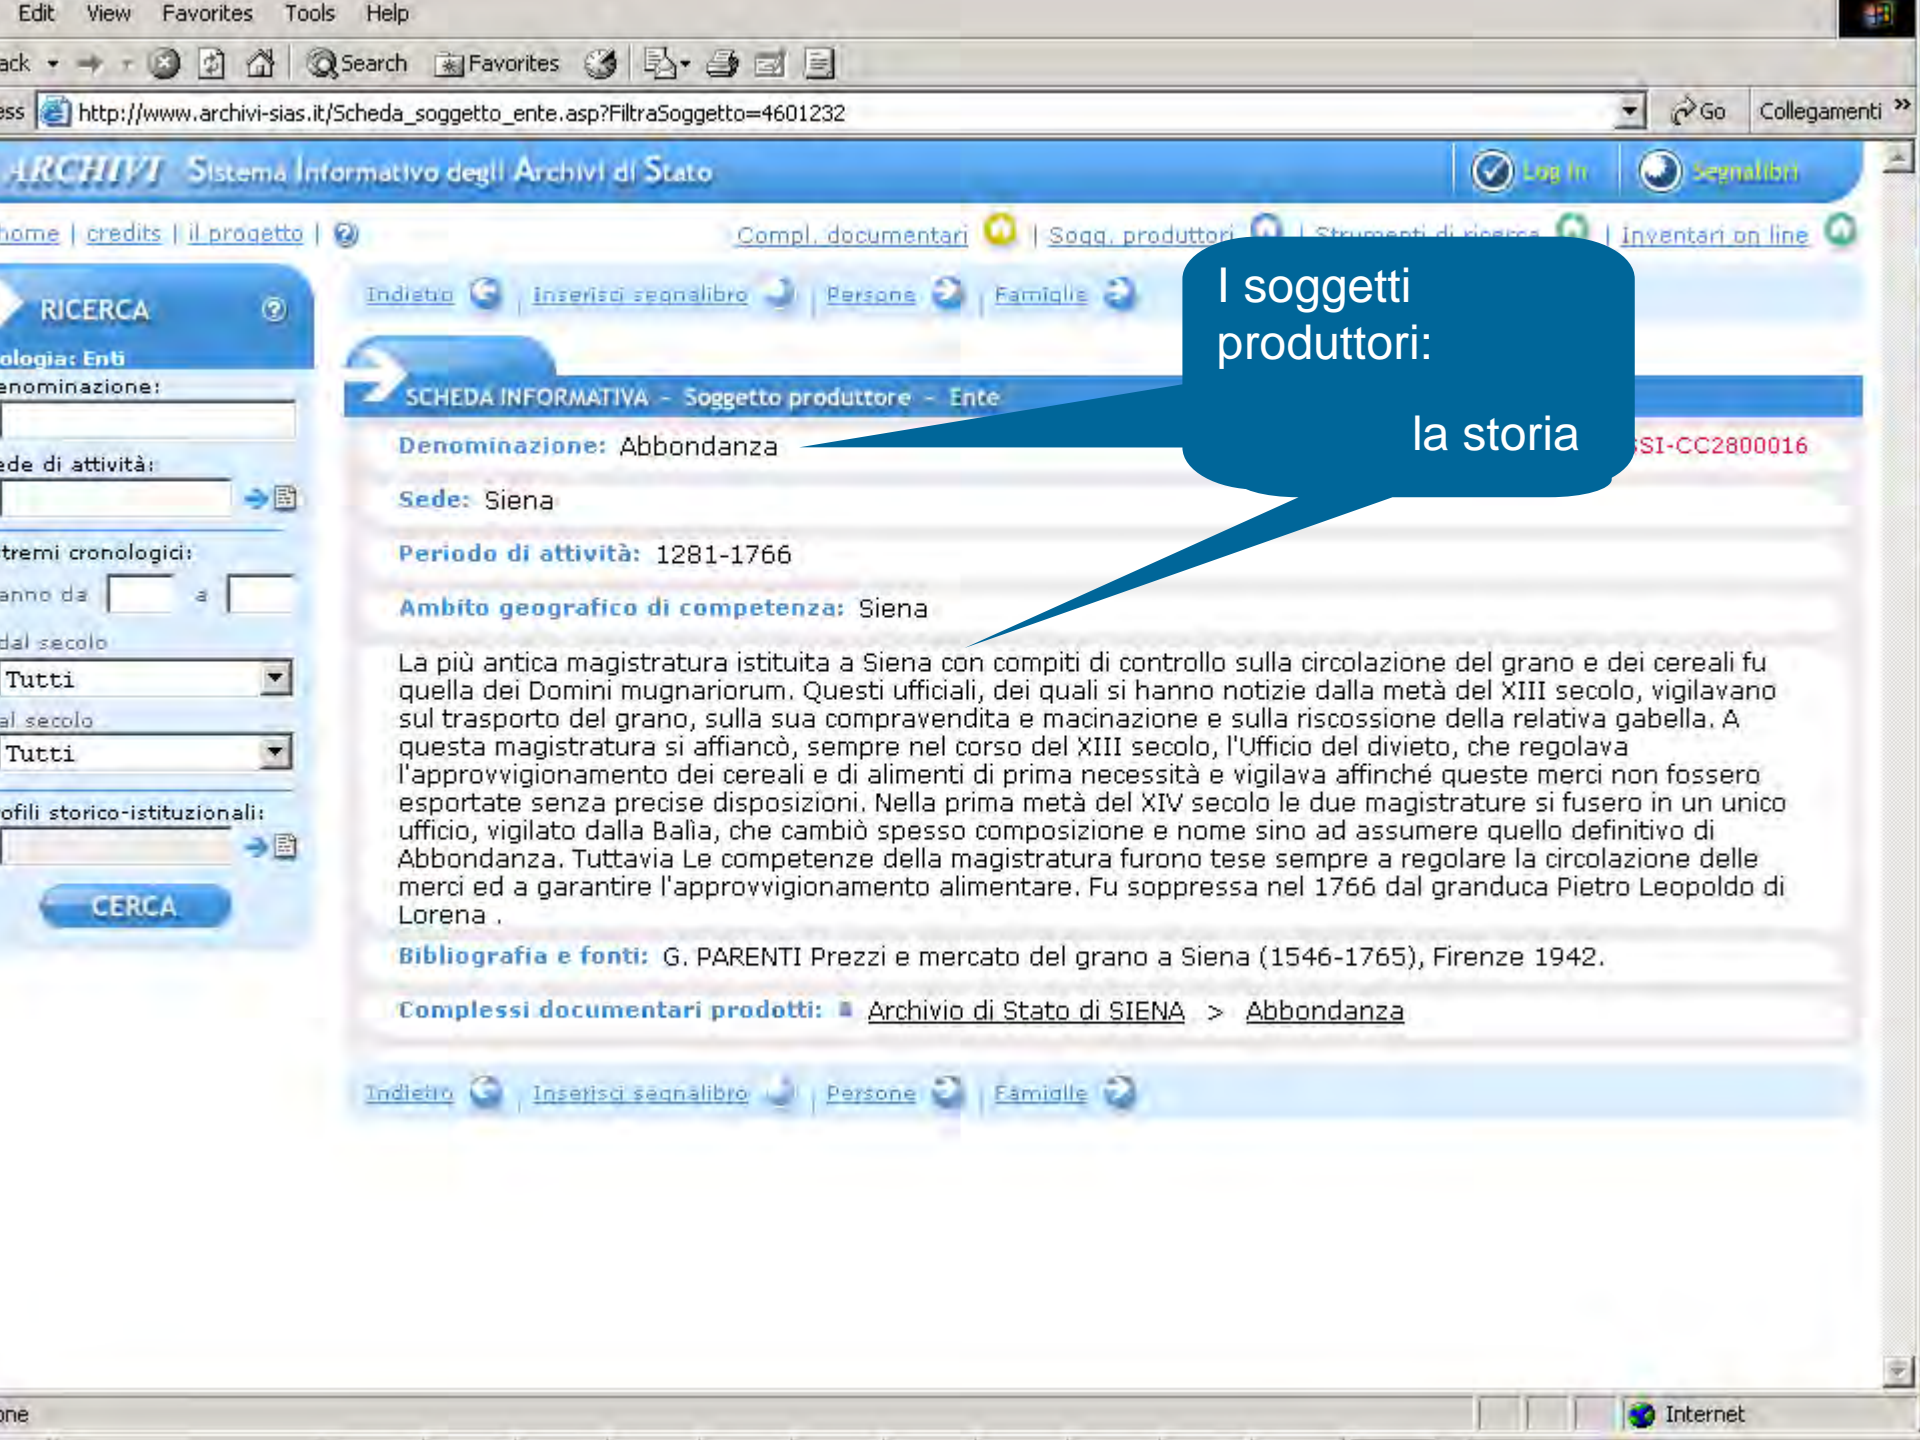 Edit View Favorites Tools Help
ack Search Favorites
ess http://www.archivi-sias.it/Scheda_soggetto_ente.asp?FiltraSoggetto=4601232 Go Collegamenti »
ARCHIVI Sistema Informativo degli Archivi di Stato Log In Segnalibri
home | credits | il progetto | Compl. documentari | Sogg. produttori | Strumenti di ricerca | Inventari on line
Indietro | Inserisci segnalibro | Persone | Famiglie
I soggetti
produttori:
la storia
RICERCA
ologia: Enti
enominazione:
ede di attività:
tremi cronologici:
anno da a
dal secolo
Tutti
al secolo
Tutti
ofili storico-istituzionali:
CERCA
SCHEDA INFORMATIVA - Soggetto produttore - Ente
Denominazione: Abbondanza SSI-CC2800016
Sede: Siena
Periodo di attività: 1281-1766
Ambito geografico di competenza: Siena
La più antica magistratura istituita a Siena con compiti di controllo sulla circolazione del grano e dei cereali fu
quella dei Domini mugnariorum. Questi ufficiali, dei quali si hanno notizie dalla metà del XIII secolo, vigilavano
sul trasporto del grano, sulla sua compravendita e macinazione e sulla riscossione della relativa gabella. A
questa magistratura si affiancò, sempre nel corso del XIII secolo, l'Ufficio del divieto, che regolava
l'approvvigionamento dei cereali e di alimenti di prima necessità e vigilava affinché queste merci non fossero
esportate senza precise disposizioni. Nella prima metà del XIV secolo le due magistrature si fusero in un unico
ufficio, vigilato dalla Balìa, che cambiò spesso composizione e nome sino ad assumere quello definitivo di
Abbondanza. Tuttavia Le competenze della magistratura furono tese sempre a regolare la circolazione delle
merci ed a garantire l'approvvigionamento alimentare. Fu soppressa nel 1766 dal granduca Pietro Leopoldo di
Lorena .
Bibliografia e fonti: G. PARENTI Prezzi e mercato del grano a Siena (1546-1765), Firenze 1942.
Complessi documentari prodotti: Archivio di Stato di SIENA > Abbondanza
Indietro | Inserisci segnalibro | Persone | Famiglie
one Internet